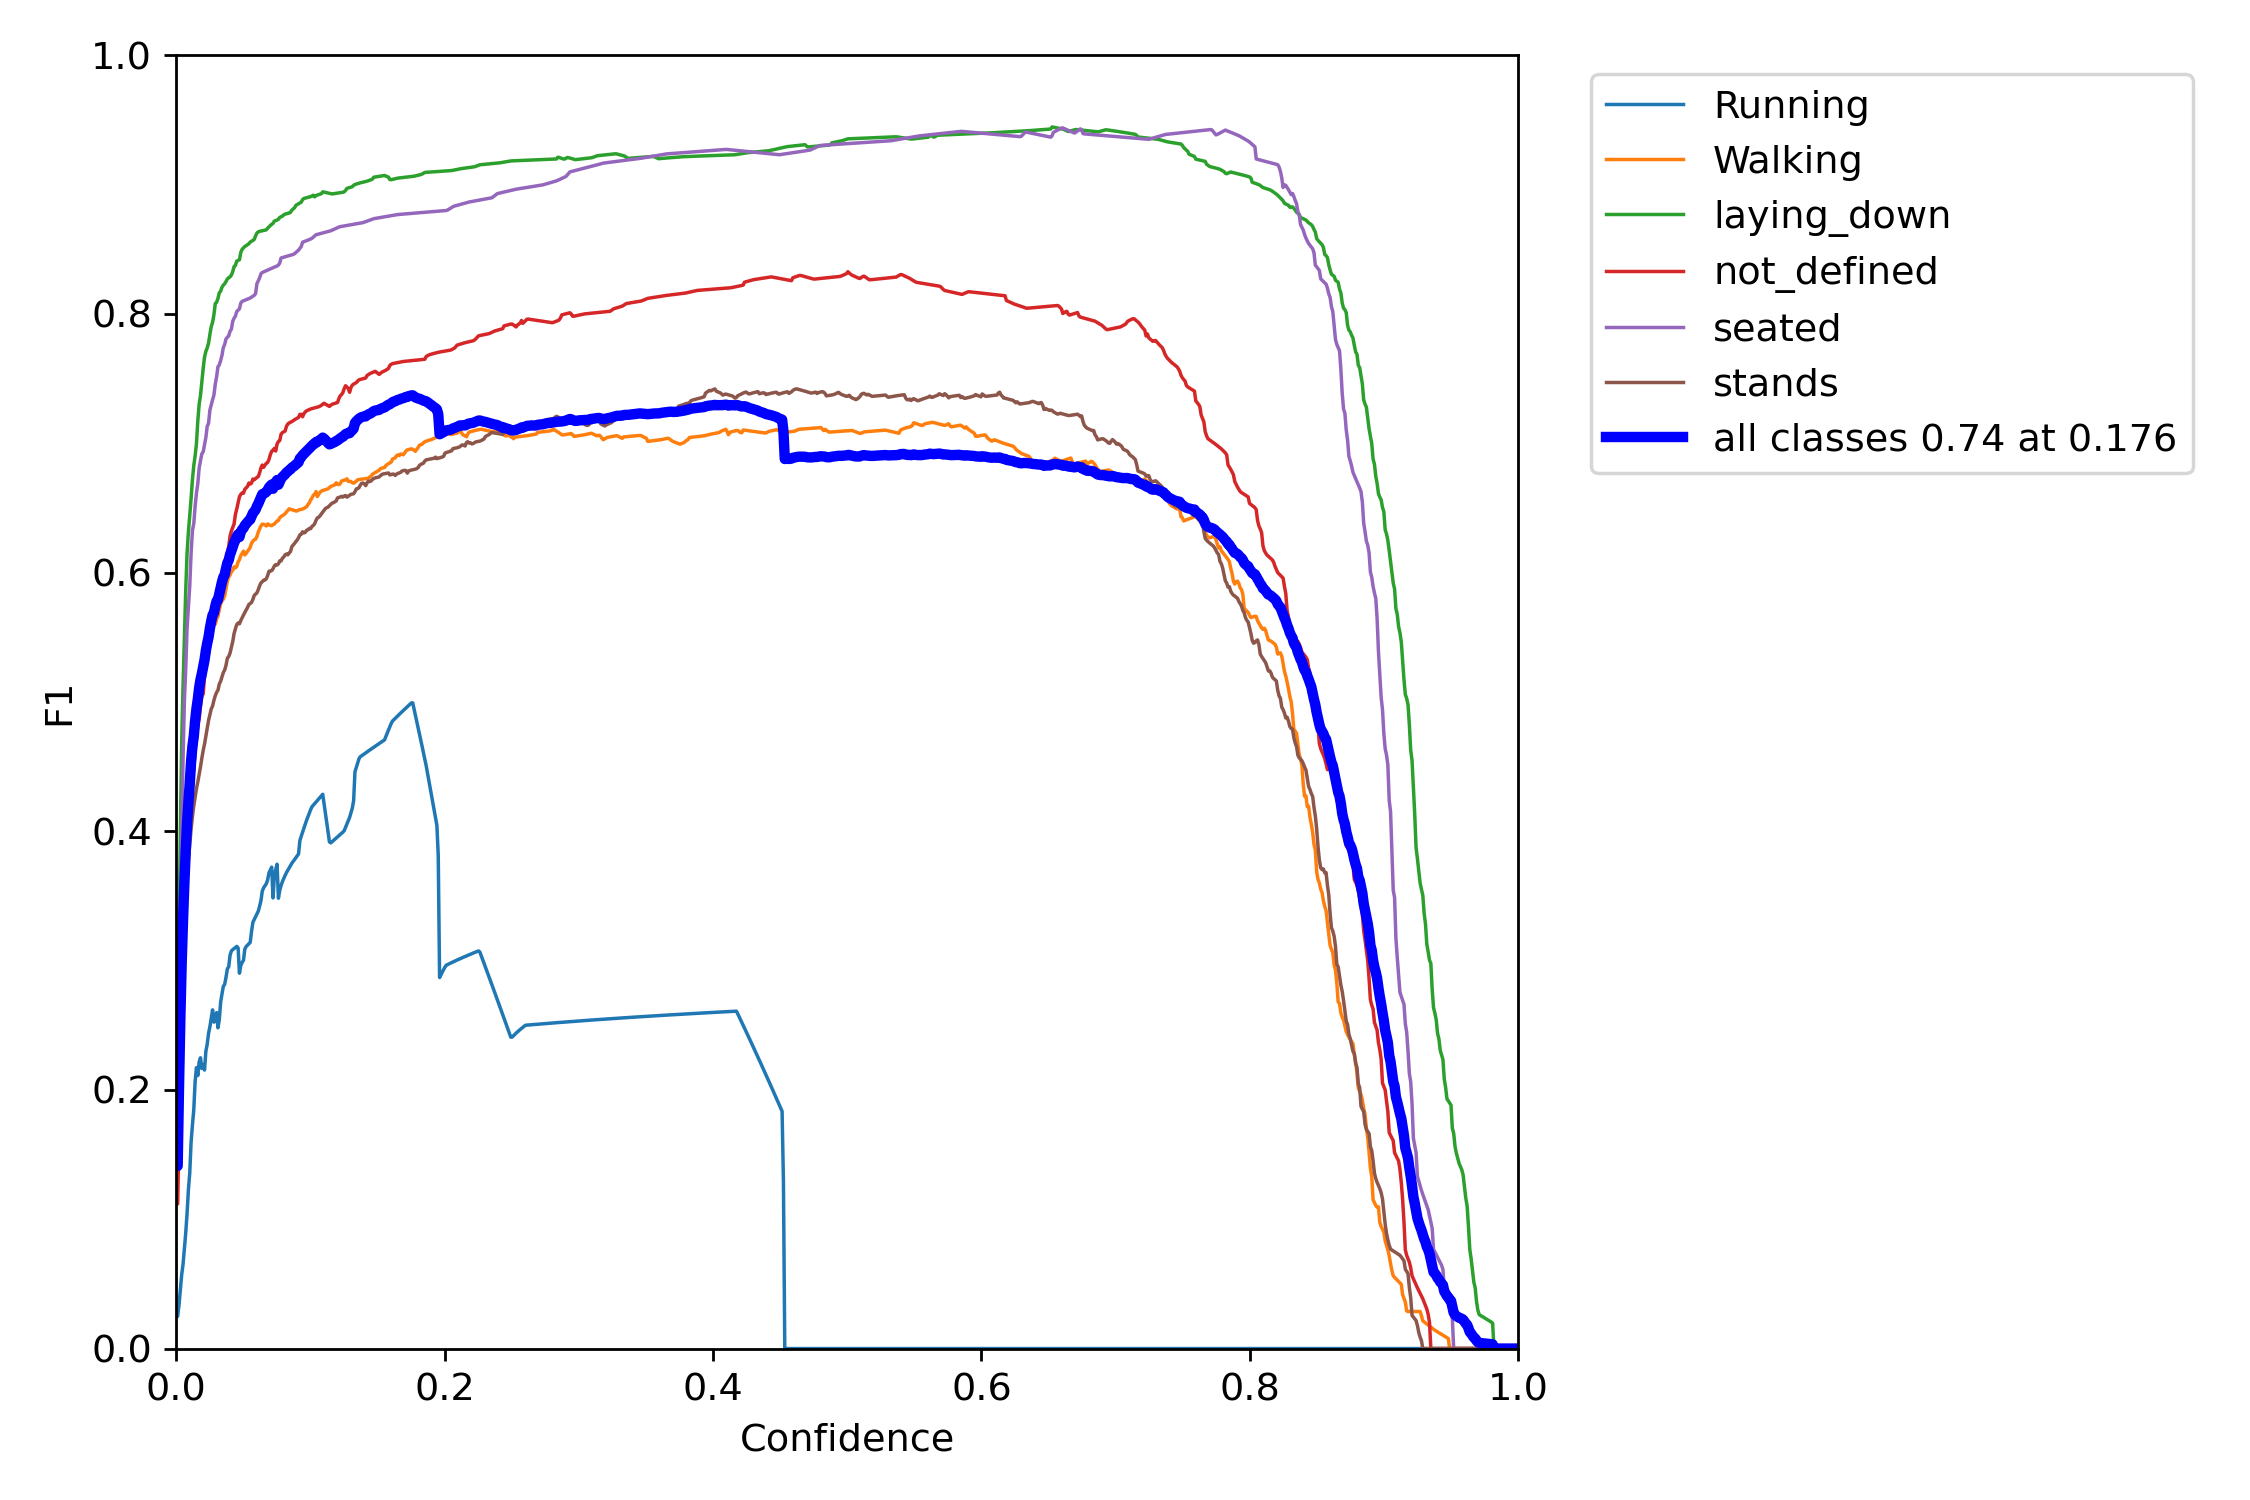 1.0
0.8
0.6
0.4
0.2
0.0
F1
0.0 0.2 0.4 0.6 0.8 1.0
Confidence
Running
Walking
laying_down
not_defined
seated
stands
all classes 0.74 at 0.176